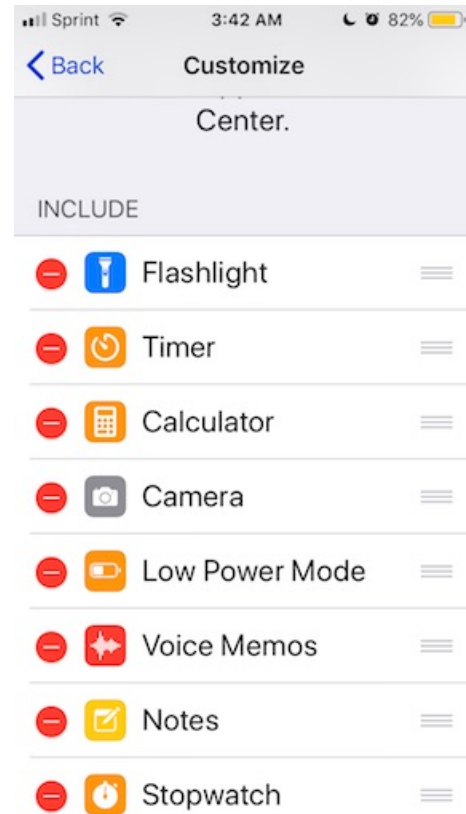 Sprint 3:42 AM 82%
Back Customize
Center.
INCLUDE
Flashlight
Timer
Calculator
Camera
Low Power Mode
Voice Memos
Notes
Stopwatch